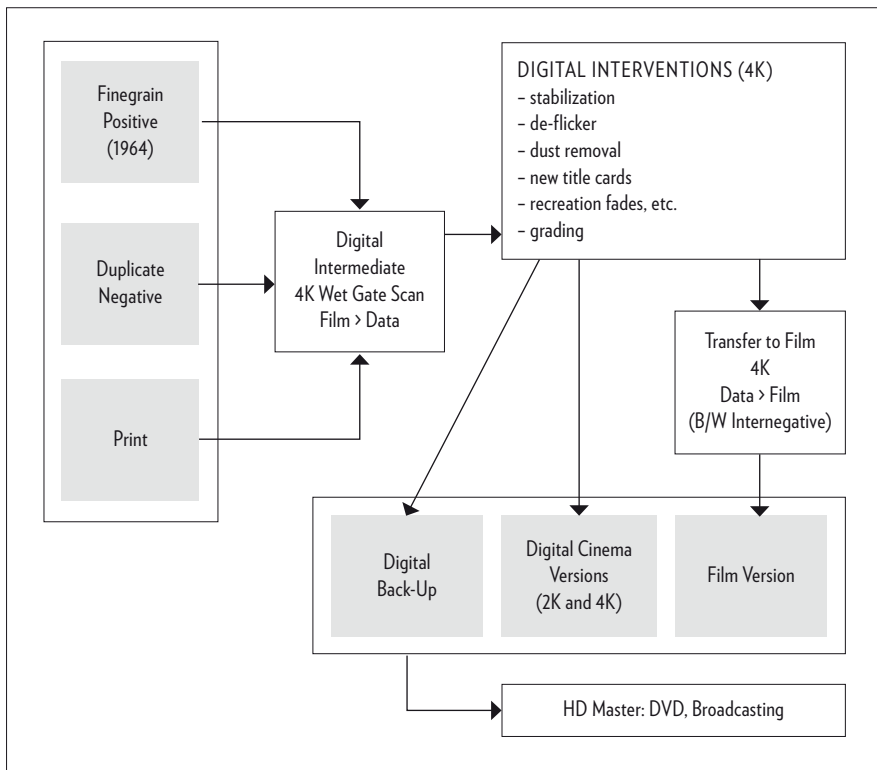 Finegrain
Positive
(1964)
Duplicate
Negative
Print
Digital
Intermediate
4K Wet Gate Scan
Film > Data
DIGITAL INTERVENTIONS (4K)
– stabilization
– de-flicker
– dust removal
– new title cards
– recreation fades, etc.
– grading
Transfer to Film
4K
Data > Film
(B/W Internegative)
Digital
Back-Up
Digital Cinema
Versions
(2K and 4K)
Film Version
HD Master: DVD, Broadcasting